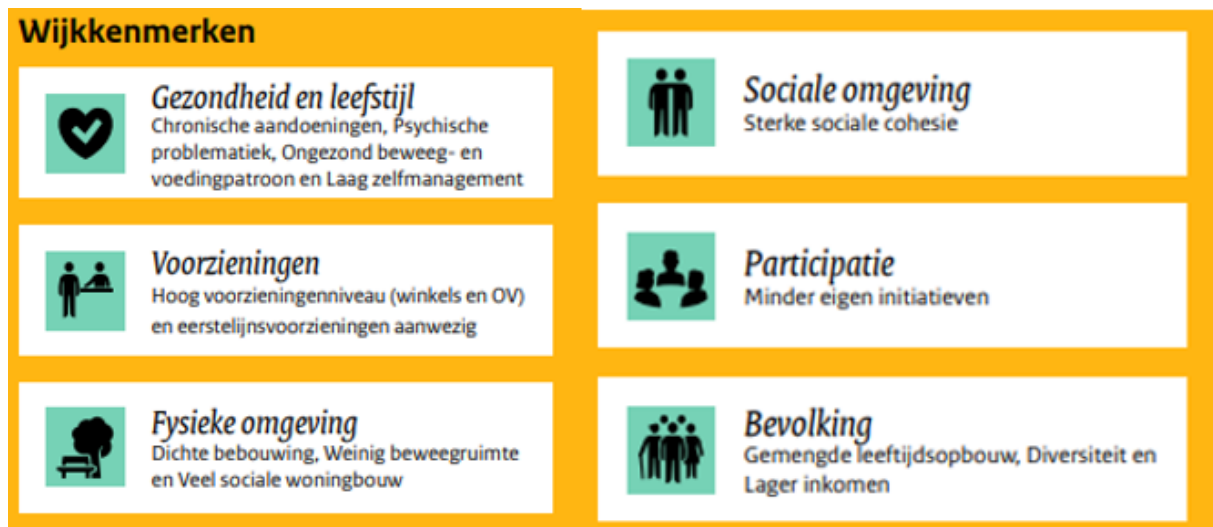 Wijkkenmerken
Gezondheid en leefstijl
Chronische aandoeningen, Psychische
problematiek, Ongezond beweeg- en
voedingpatroon en Laag zelfmanagement
Voorzieningen
Hoog voorzieningenniveau (winkels en OV)
en eerstelijnsvoorzieningen aanwezig
Fysieke omgeving
Dichte bebouwing, Weinig beweegruimte
en Veel sociale woningbouw
Sociale omgeving
Sterke sociale cohesie
Participatie
Minder eigen initiatieven
Bevolking
Gemengde leeftijdsopbouw, Diversiteit en
Lager inkomen